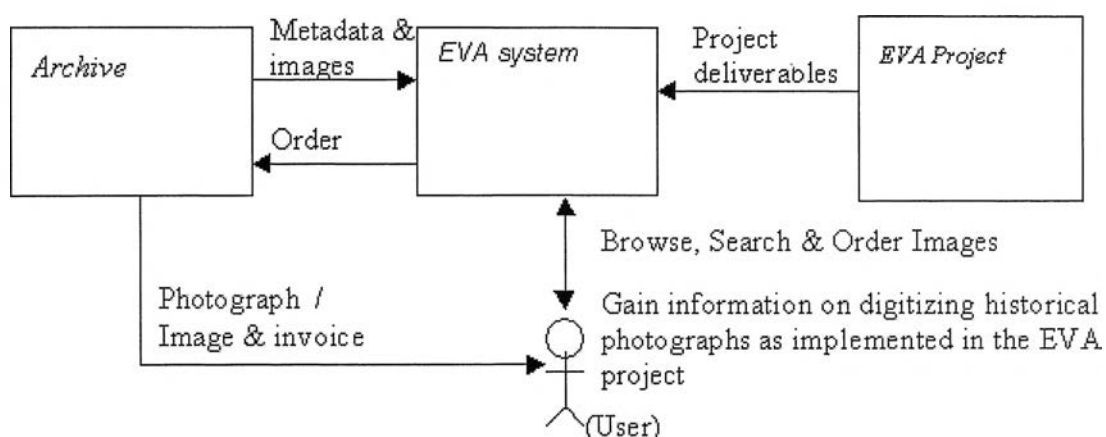 Archive
Metadata &
images
Order
EVA system
Project
deliverables
EVA Project
Browse, Search & Order Images
Photograph /
Image & invoice
Gain information on digitizing historical
photographs as implemented in the EVA
project
(User)